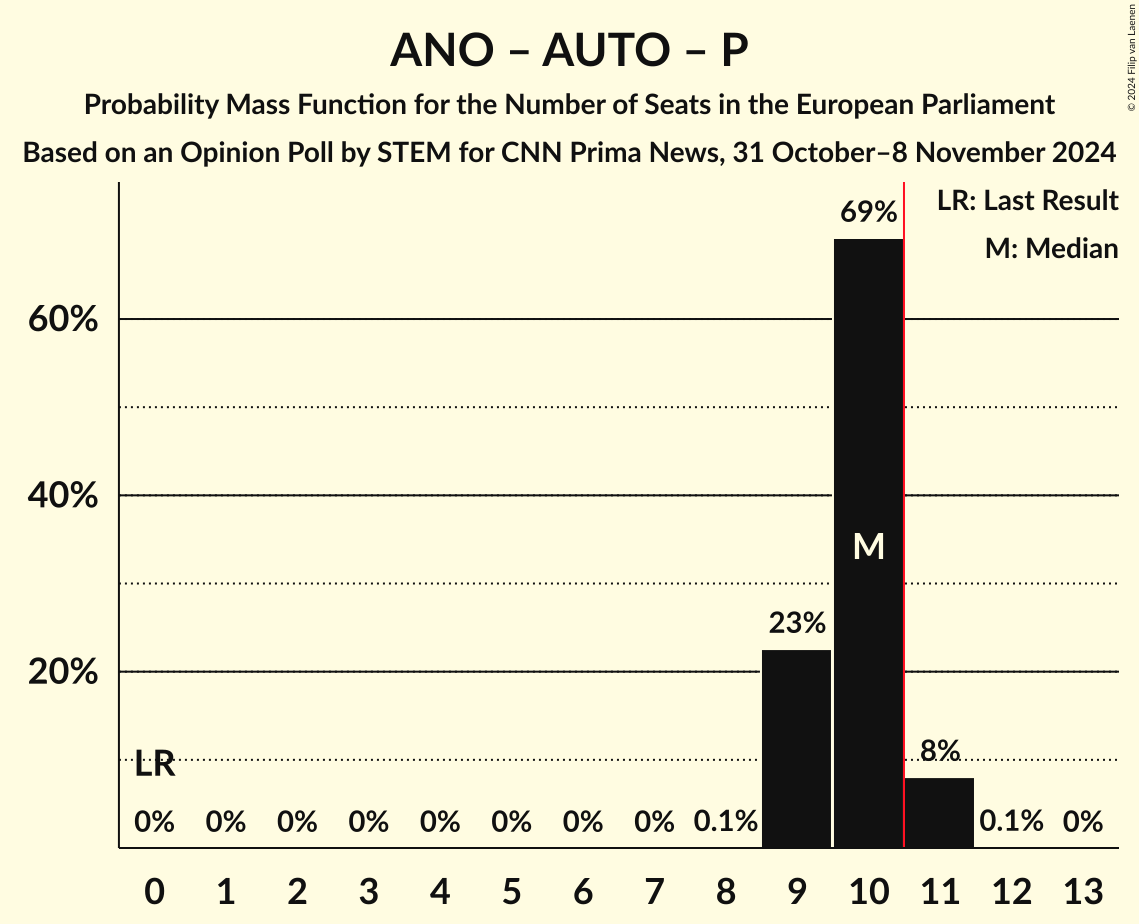 ANO – AUTO – P
Probability Mass Function for the Number of Seats in the European Parliament
Based on an Opinion Poll by STEM for CNN Prima News, 31 October–8 November 2024
© 2024 Filip van Laenen
LR: Last Result
M: Median
69%
60%
40%
M
23%
20%
8%
LR
0% 0% 0% 0% 0% 0% 0% 0% 0.1% 0.1% 0%
0 1 2 3 4 5 6 7 8 9 10 11 12 13